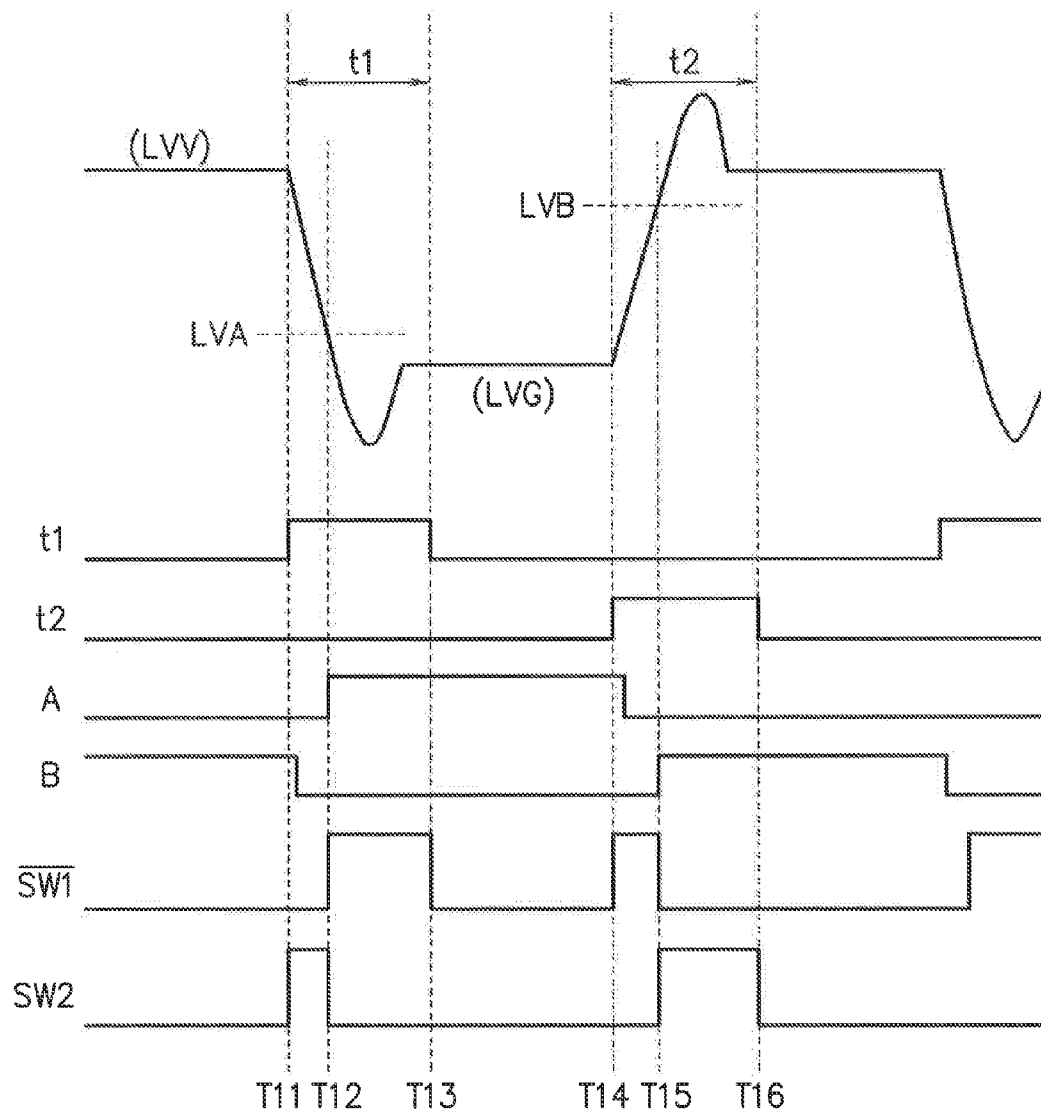 t1 t2
(LVV)
LVB
LVA
(LVG)
t1
t2
A
B
SW1
SW2
T11 T12 T13 T14 T15 T16